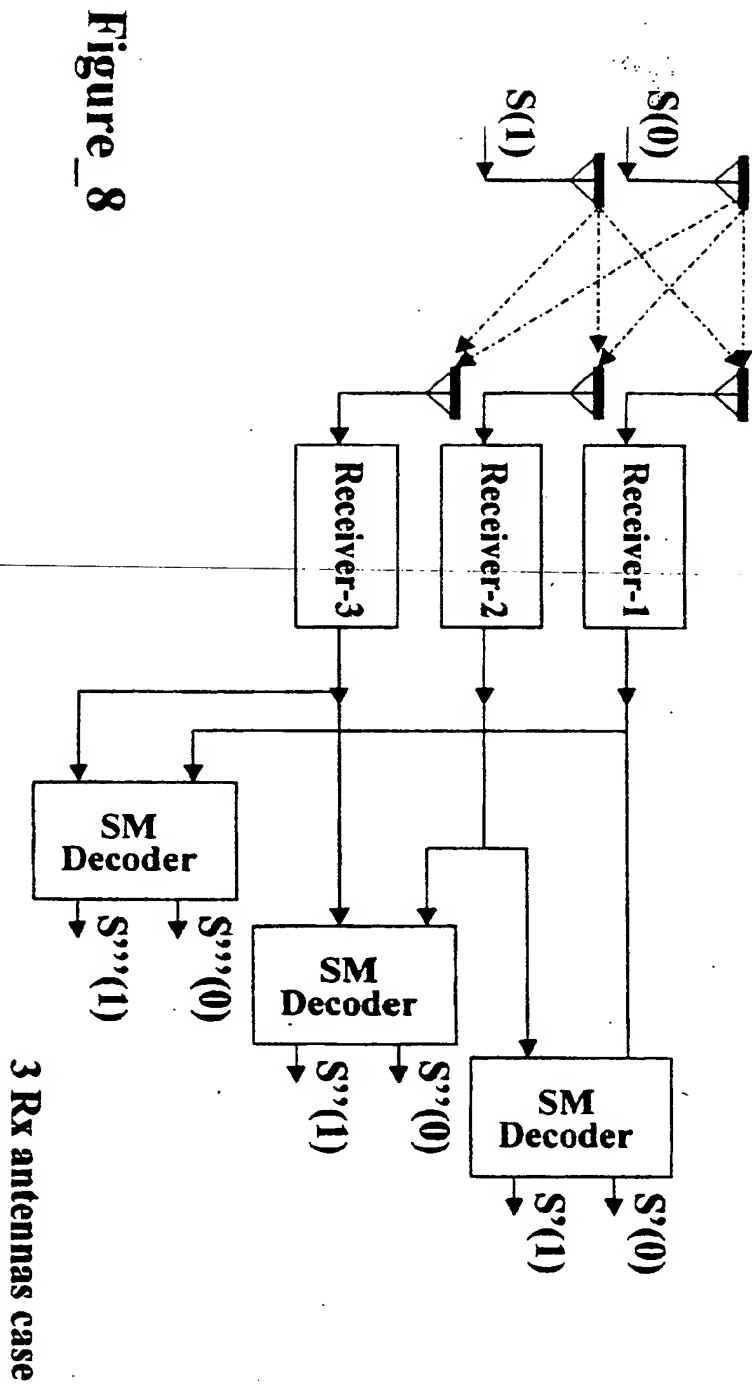 S(0)
S(1)
Receiver-1
Receiver-2
Receiver-3
SM
Decoder
S'(0)
S'(1)
SM
Decoder
S''(0)
S''(1)
SM
Decoder
S'''(0)
S'''(1)
3 Rx antennas case
Figure_8